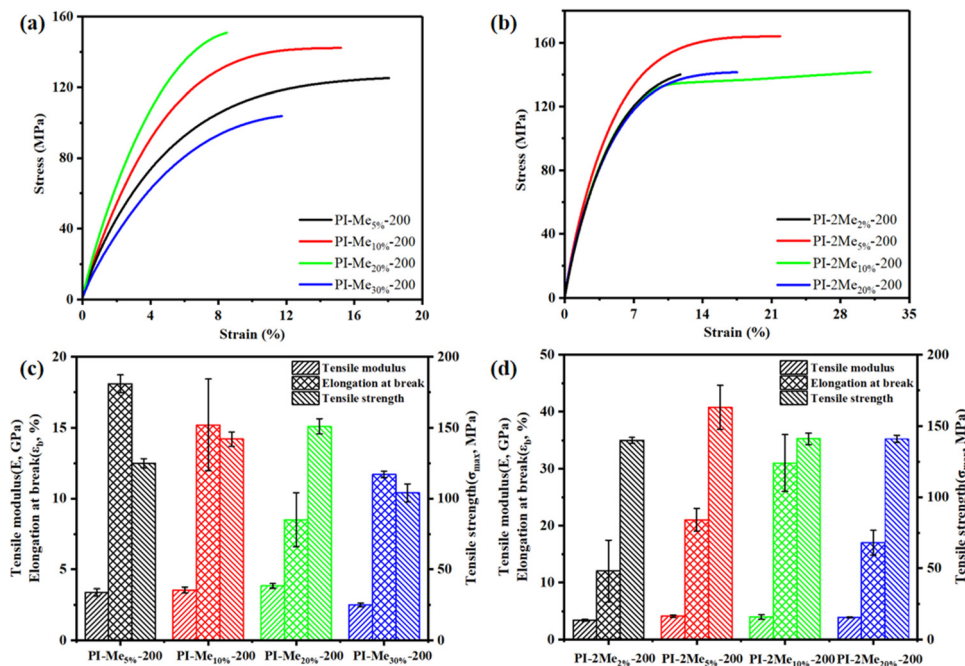 (a)
160
120
80
40
0
Stress (MPa)
0 4 8 12 16 20
Strain (%)
PI-Me5%-200
PI-Me10%-200
PI-Me20%-200
PI-Me30%-200
(b)
160
120
80
40
0
Stress (MPa)
0 7 14 21 28 35
Strain (%)
PI-2Me2%-200
PI-2Me5%-200
PI-2Me10%-200
PI-2Me20%-200
(c)
20
15
10
5
0
Tensile modulus(E, GPa)
Elongation at break(εb, %)
Tensile modulus
Elongation at break
Tensile strength
200
150
100
50
0
Tensile strength(σmax, MPa)
PI-Me5%-200 PI-Me10%-200 PI-Me20%-200 PI-Me30%-200
(d)
50
40
30
20
10
0
Tensile modulus(E, GPa)
Elongation at break(εb, %)
Tensile modulus
Elongation at break
Tensile strength
200
150
100
50
0
Tensile strength(σmax, MPa)
PI-2Me2%-200 PI-2Me5%-200 PI-2Me10%-200 PI-2Me20%-200